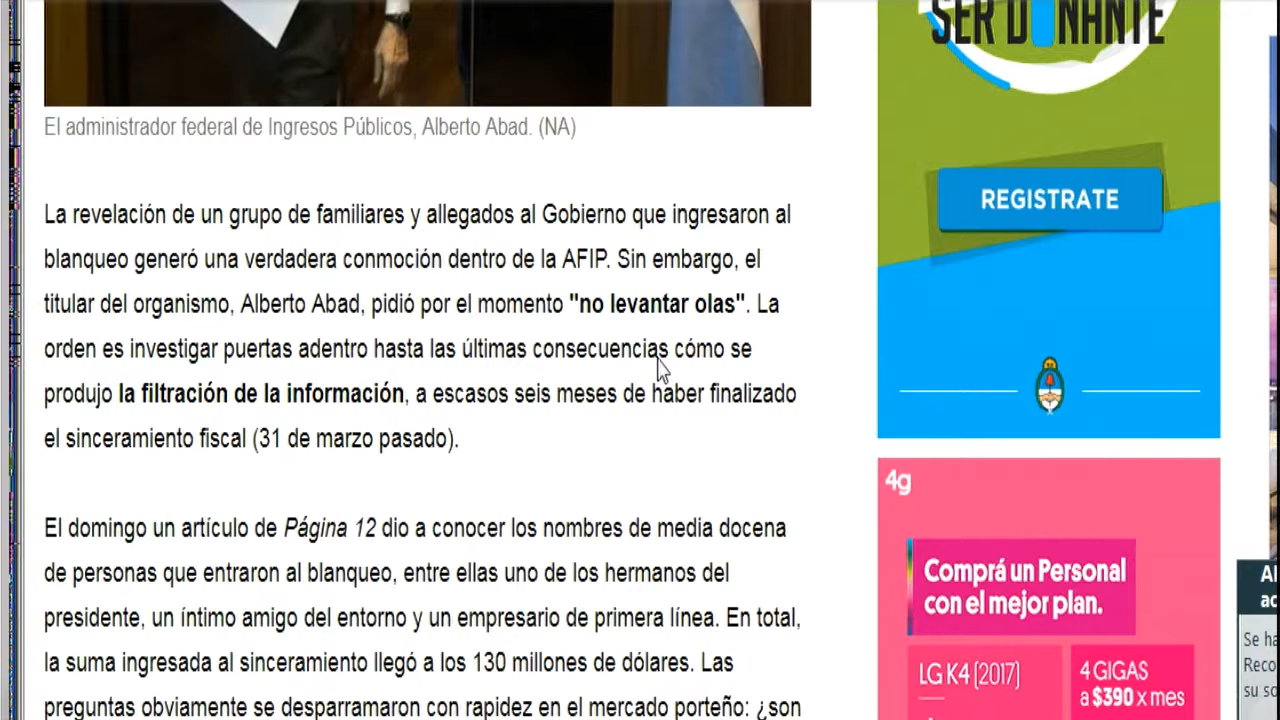 El administrador federal de Ingresos Públicos, Alberto Abad. (NA)
La revelación de un grupo de familiares y allegados al Gobierno que ingresaron al
blanqueo generó una verdadera conmoción dentro de la AFIP. Sin embargo, el
titular del organismo, Alberto Abad, pidió por el momento "no levantar olas". La
orden es investigar puertas adentro hasta las últimas consecuencias cómo se
produjo la filtración de la información, a escasos seis meses de haber finalizado
el sinceramiento fiscal (31 de marzo pasado).
El domingo un artículo de Página 12 dio a conocer los nombres de media docena
de personas que entraron al blanqueo, entre ellas uno de los hermanos del
presidente, un íntimo amigo del entorno y un empresario de primera línea. En total,
la suma ingresada al sinceramiento llegó a los 130 millones de dólares. Las
preguntas obviamente se desparramaron con rapidez en el mercado porteño: ¿son
SER DONANTE
REGISTRATE
4g
Comprá un Personal
con el mejor plan.
LG K4 (2017)
4 GIGAS
a $390 x mes
Se ha
su